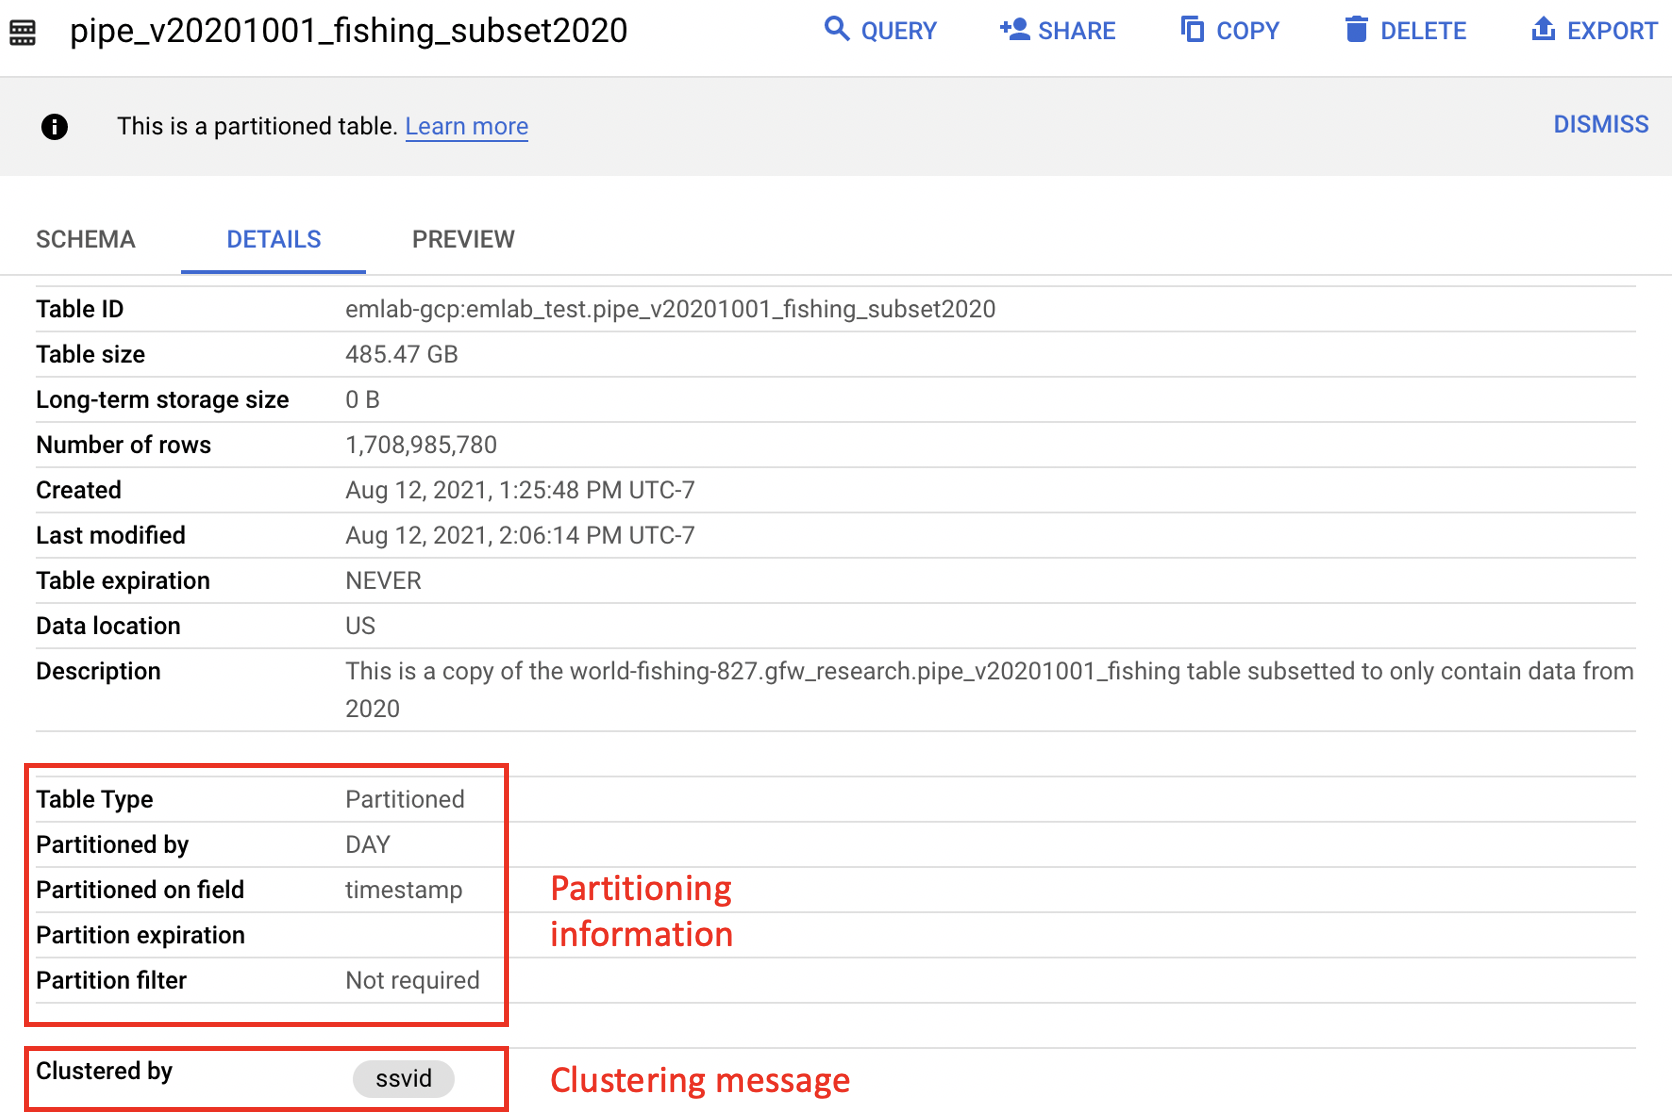 pipe_v20201001_fishing_subset2020 QUERY SHARE COPY DELETE EXPORT
This is a partitioned table. Learn more DISMISS
SCHEMA DETAILS PREVIEW
Table ID emlab-gcp:emlab_test.pipe_v20201001_fishing_subset2020
Table size 485.47 GB
Long-term storage size 0 B
Number of rows 1,708,985,780
Created Aug 12, 2021, 1:25:48 PM UTC-7
Last modified Aug 12, 2021, 2:06:14 PM UTC-7
Table expiration NEVER
Data location US
Description This is a copy of the world-fishing-827.gfw_research.pipe_v20201001_fishing table subsetted to only contain data from
2020
Table Type Partitioned
Partitioned by DAY
Partitioned on field timestamp
Partition expiration
Partition filter Not required
Partitioning
information
Clustered by ssvid
Clustering message